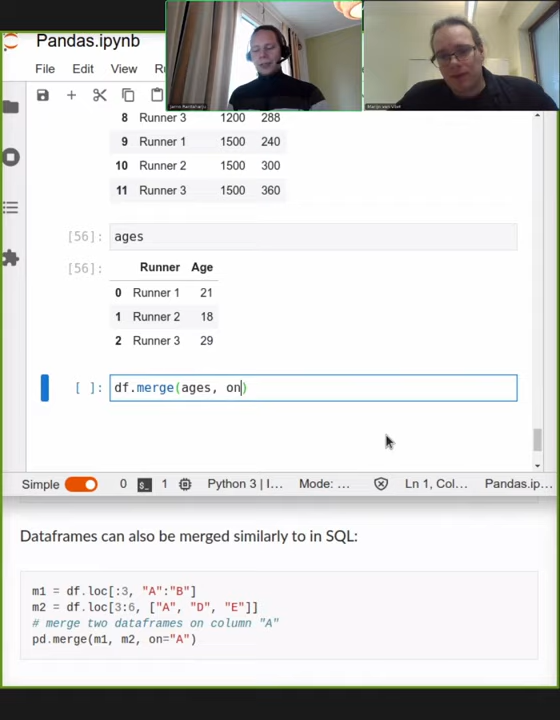 Pandas.ipynb
File Edit View
8 Runner 3 1200 288
9 Runner 1 1500 240
10 Runner 2 1500 300
11 Runner 3 1500 360
[56]: ages
[56]: Runner Age
0 Runner 1 21
1 Runner 2 18
2 Runner 3 29
[ ]: df.merge(ages, on)
Simple 0 1 Python 3 | I... Mode: ... Ln 1, Col... Pandas.ip...
Dataframes can also be merged similarly to in SQL:
m1 = df.loc[:3, "A":"B"]
m2 = df.loc[3:6, ["A", "D", "E"]]
# merge two dataframes on column "A"
pd.merge(m1, m2, on="A")